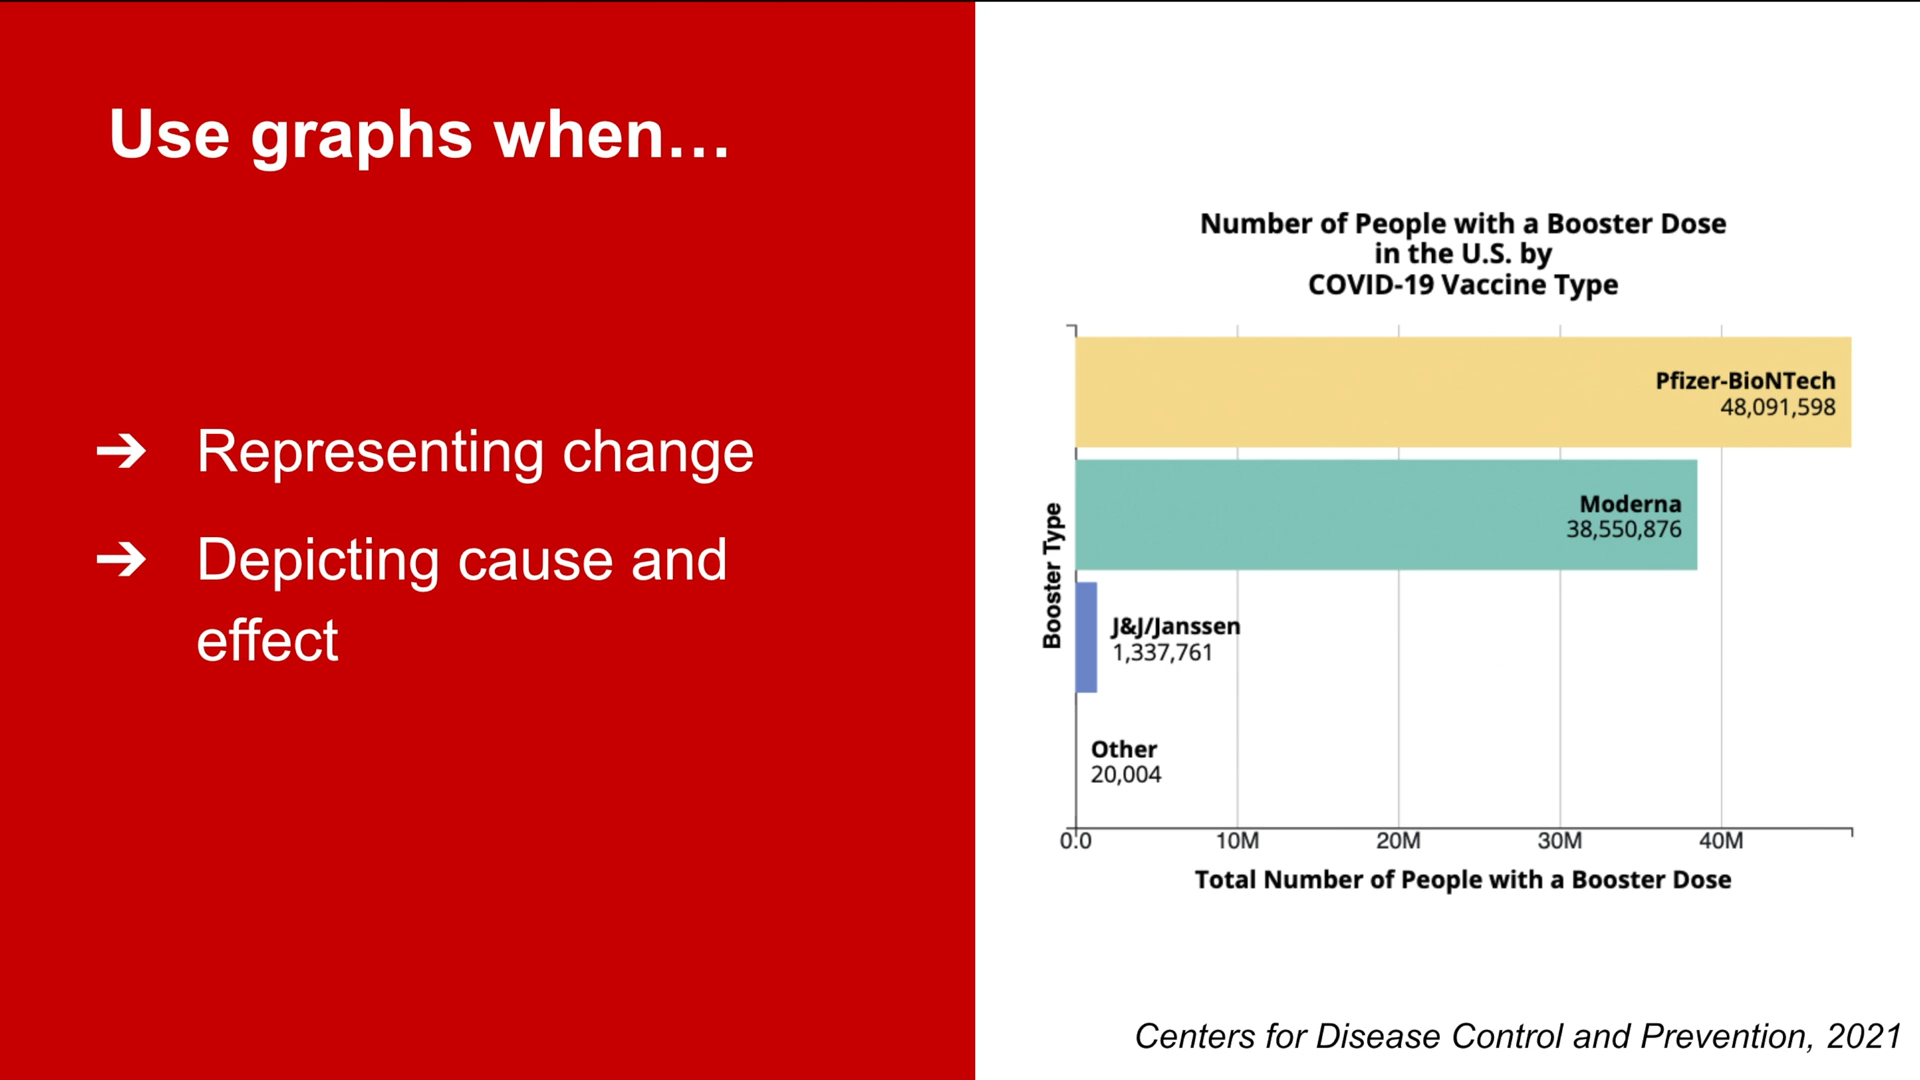 Use graphs when…
➔ Representing change
➔ Depicting cause and
effect
Number of People with a Booster Dose
in the U.S. by
COVID-19 Vaccine Type
Booster Type
Pfizer-BioNTech
48,091,598
Moderna
38,550,876
J&J/Janssen
1,337,761
Other
20,004
0.0 10M 20M 30M 40M
Total Number of People with a Booster Dose
Centers for Disease Control and Prevention, 2021